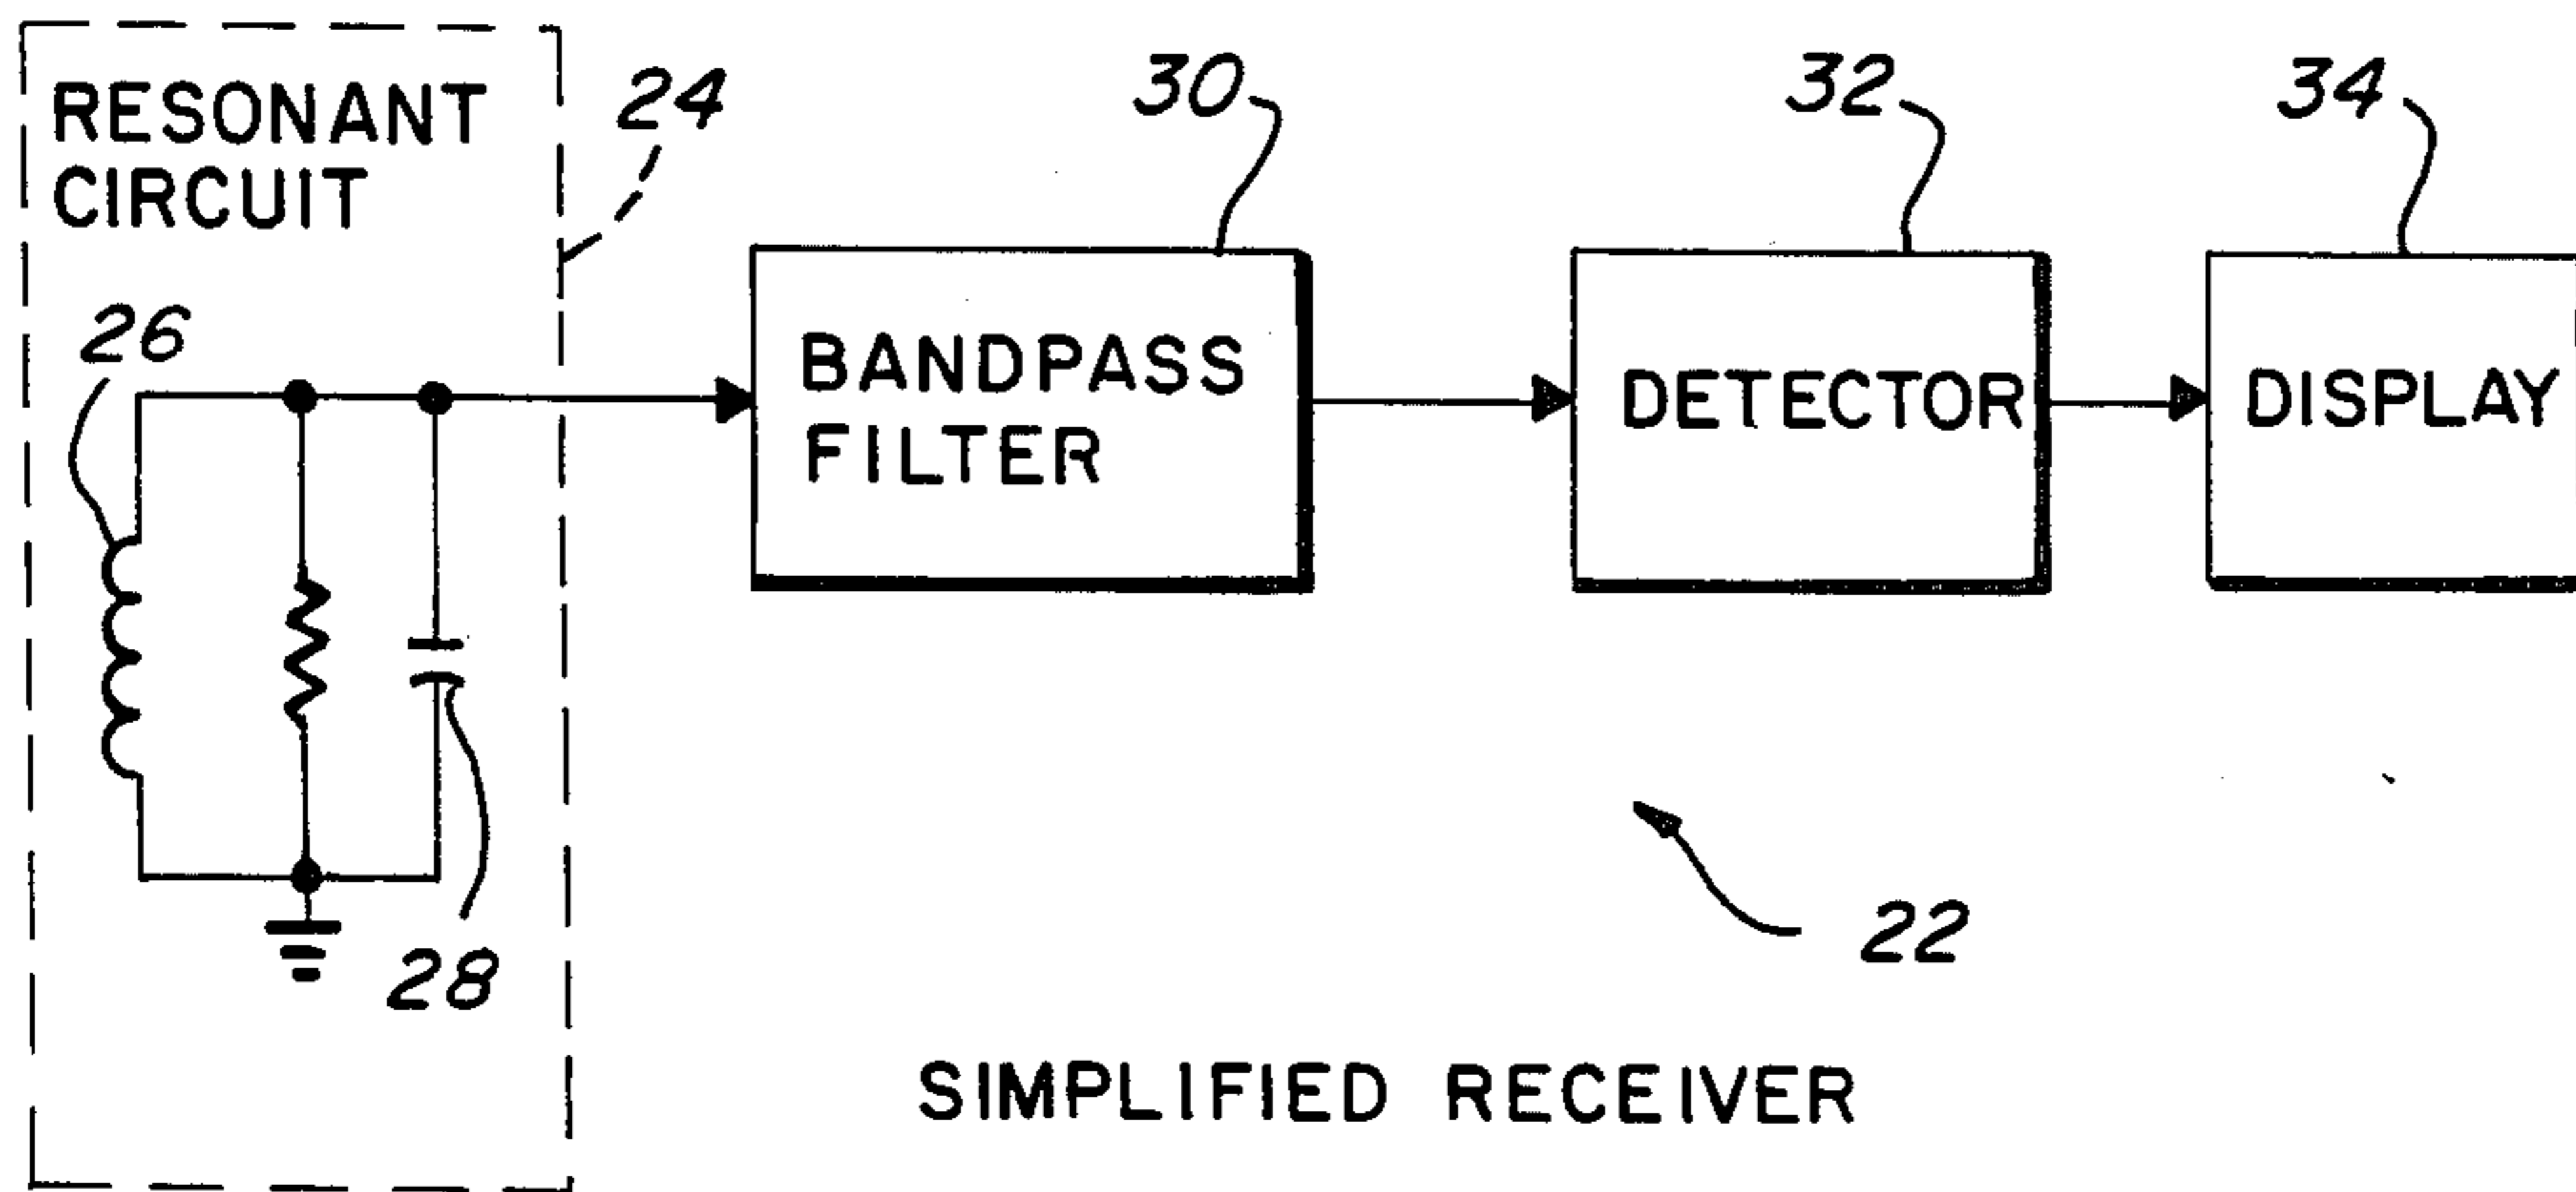 RESONANT
CIRCUIT
24
30
32
34
26
BANDPASS
FILTER
DETECTOR
DISPLAY
28
22
SIMPLIFIED RECEIVER